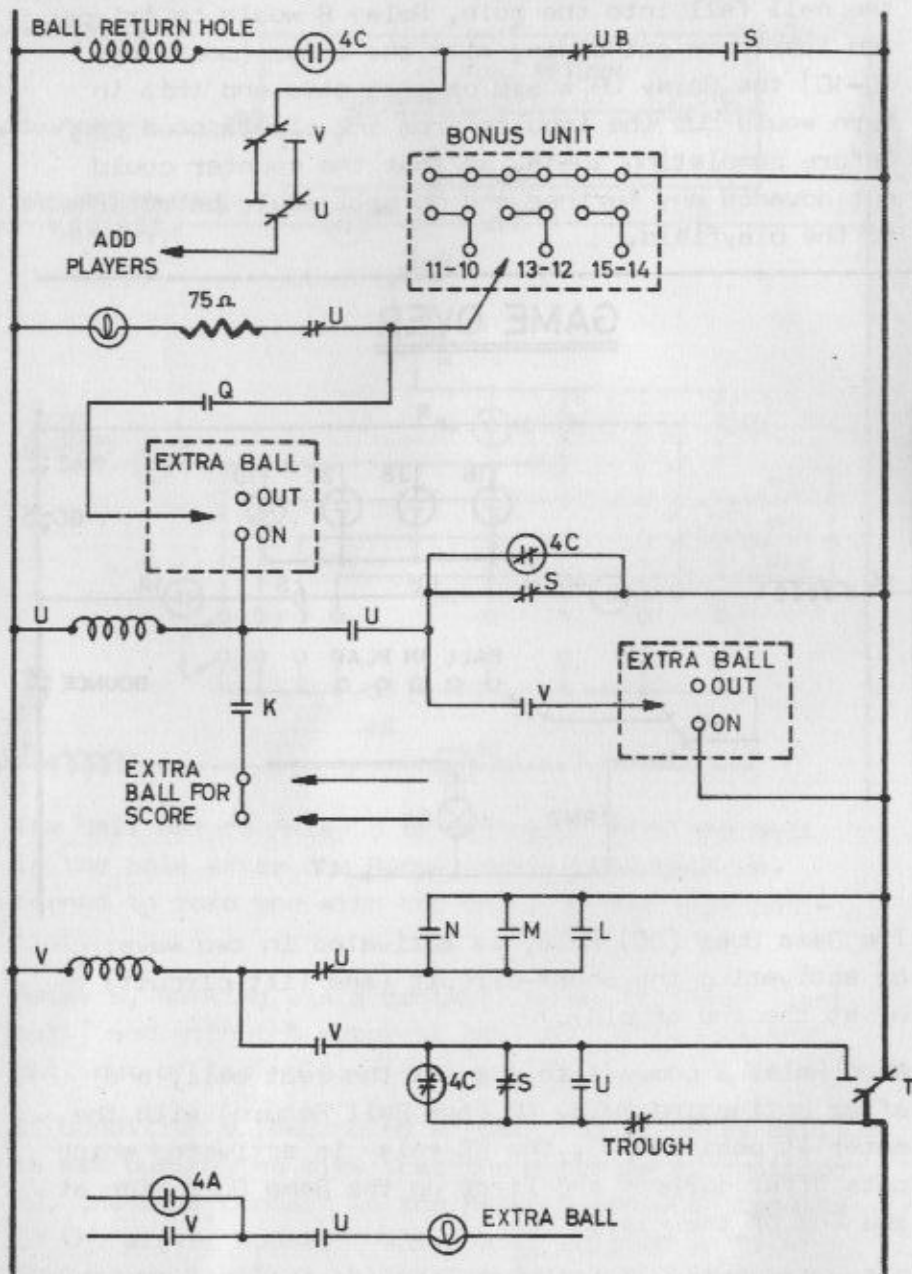 BALL RETURN HOLE
4C
UB
S
V
BONUS UNIT
U
ADD
PLAYERS
11-10 13-12 15-14
75Ω
U
Q
EXTRA BALL
OUT
ON
4C
S
U
U
EXTRA BALL
OUT
ON
V
K
EXTRA
BALL FOR
SCORE
N M L
V
U
V
4C S U
T
TROUGH
4A
V
U
EXTRA BALL